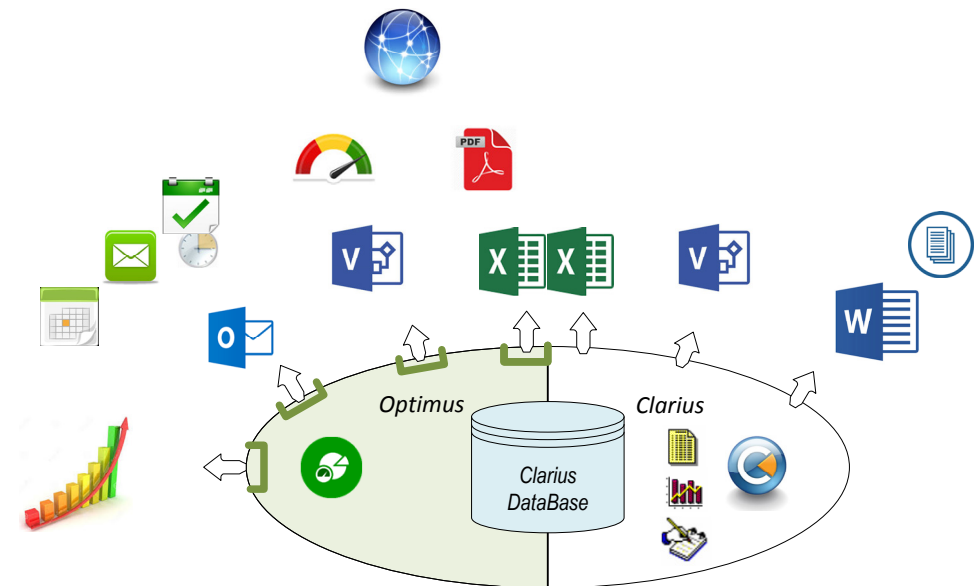 PDF
V
X
X
V
W
O
Optimus
Clarius
Clarius
DataBase